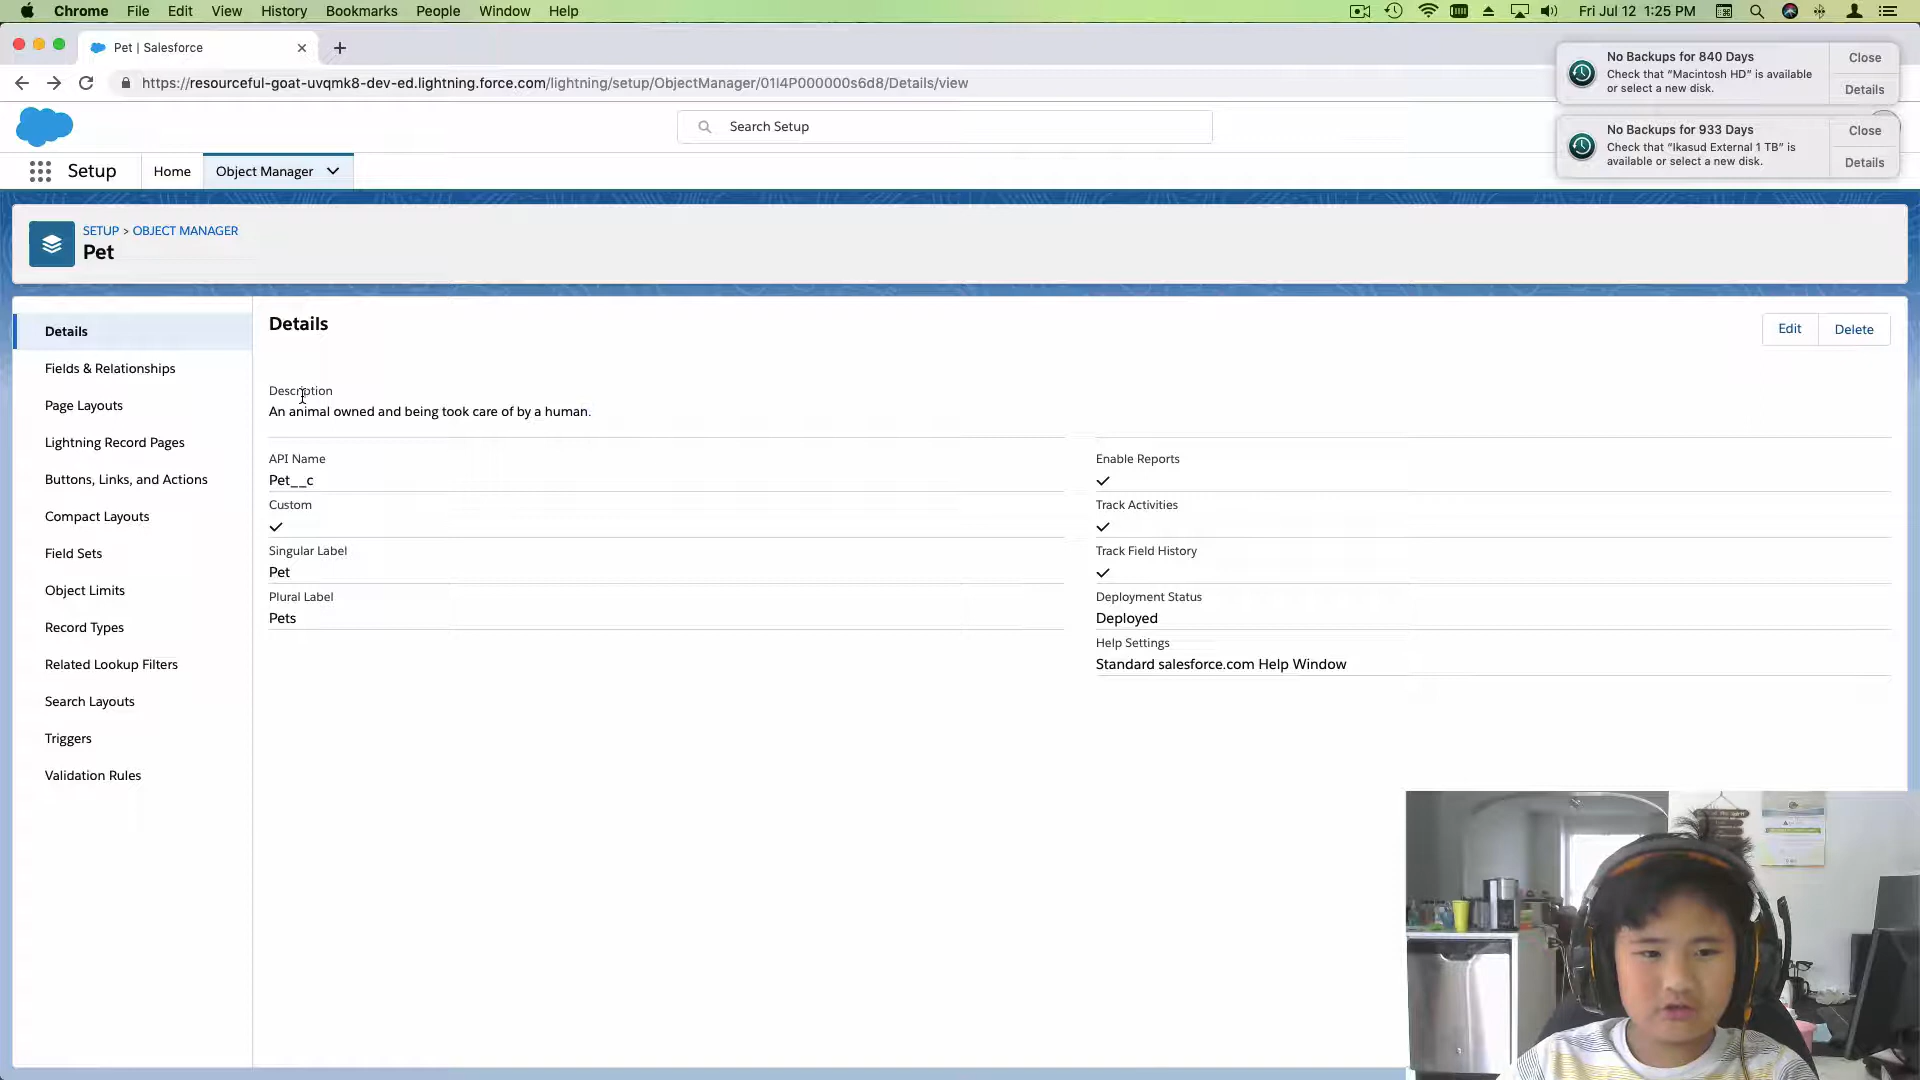 Chrome File Edit View History Bookmarks People Window Help Fri Jul 12 1:25 PM
Pet | Salesforce
https://resourceful-goat-uvqmk8-dev-ed.lightning.force.com/lightning/setup/ObjectManager/01I4P000000s6d8/Details/view
No Backups for 840 Days
Check that “Macintosh HD” is available
or select a new disk.
Close
Details
No Backups for 933 Days
Check that “Ikasud External 1 TB” is
available or select a new disk.
Close
Details
Search Setup
Setup Home Object Manager
SETUP > OBJECT MANAGER
Pet
Details
Fields & Relationships
Page Layouts
Lightning Record Pages
Buttons, Links, and Actions
Compact Layouts
Field Sets
Object Limits
Record Types
Related Lookup Filters
Search Layouts
Triggers
Validation Rules
Details
Edit Delete
Description
An animal owned and being took care of by a human.
API Name
Pet__c
Custom
Singular Label
Pet
Plural Label
Pets
Enable Reports
Track Activities
Track Field History
Deployment Status
Deployed
Help Settings
Standard salesforce.com Help Window